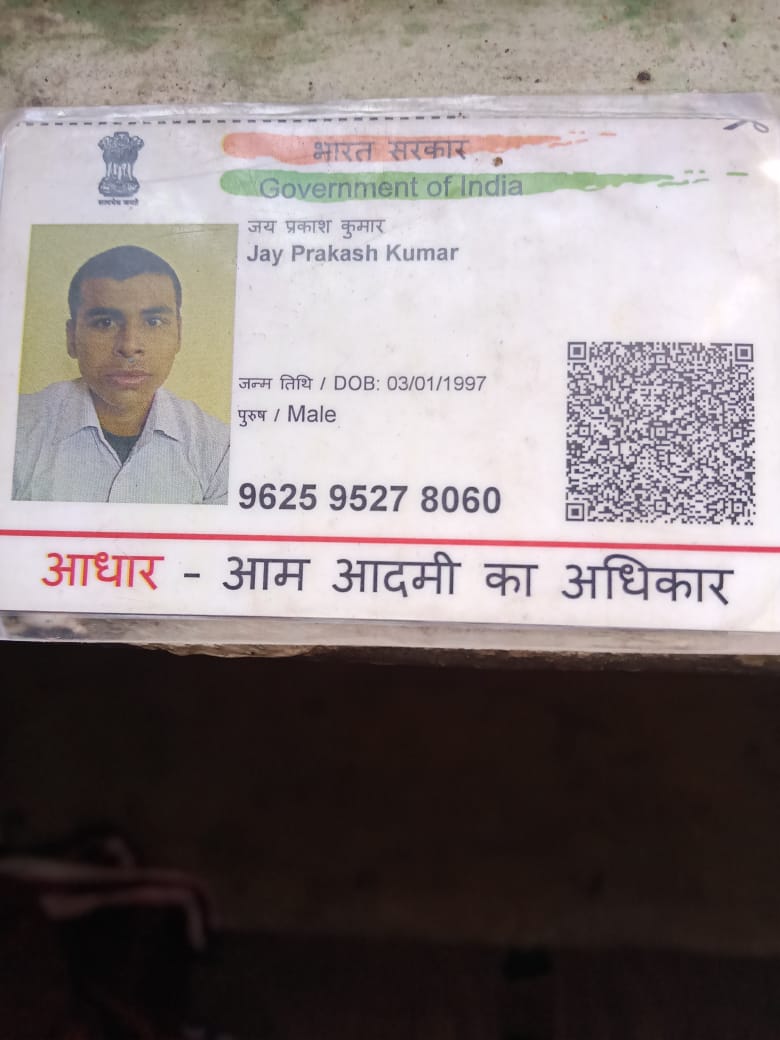 भारत सरकार
Government of India
सत्यमेव जयते
जय प्रकाश कुमार
Jay Prakash Kumar
जन्म तिथि / DOB: 03/01/1997
पुरुष / Male
9625 9527 8060
आधार - आम आदमी का अधिकार